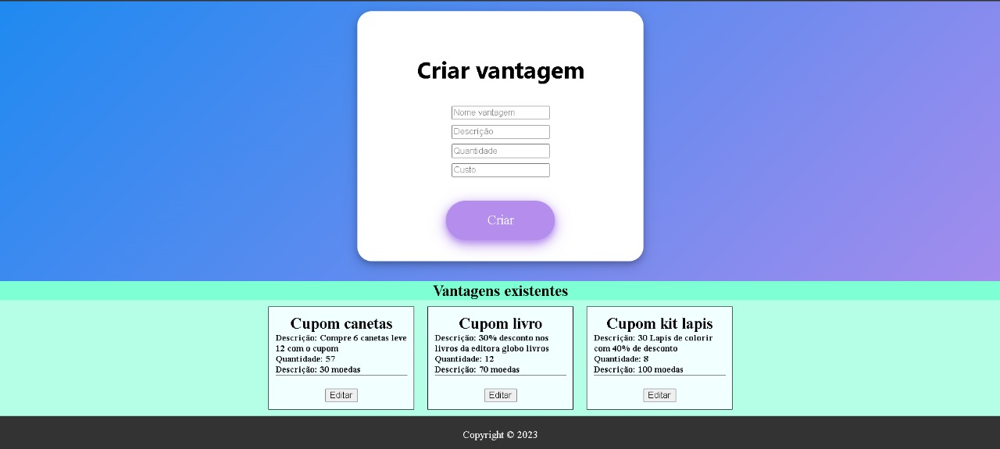 Criar vantagem
Nome vantagem
Descrição
Quantidade
Custo
Criar
Vantagens existentes
Cupom canetas
Descrição: Compre 6 canetas leve
12 com o cupom
Quantidade: 57
Descrição: 30 moedas
Editar
Cupom livro
Descrição: 30% desconto nos
livros da editora globo livros
Quantidade: 12
Descrição: 70 moedas
Editar
Cupom kit lapis
Descrição: 30 Lapis de colorir
com 40% de desconto
Quantidade: 8
Descrição: 100 moedas
Editar
Copyright © 2023